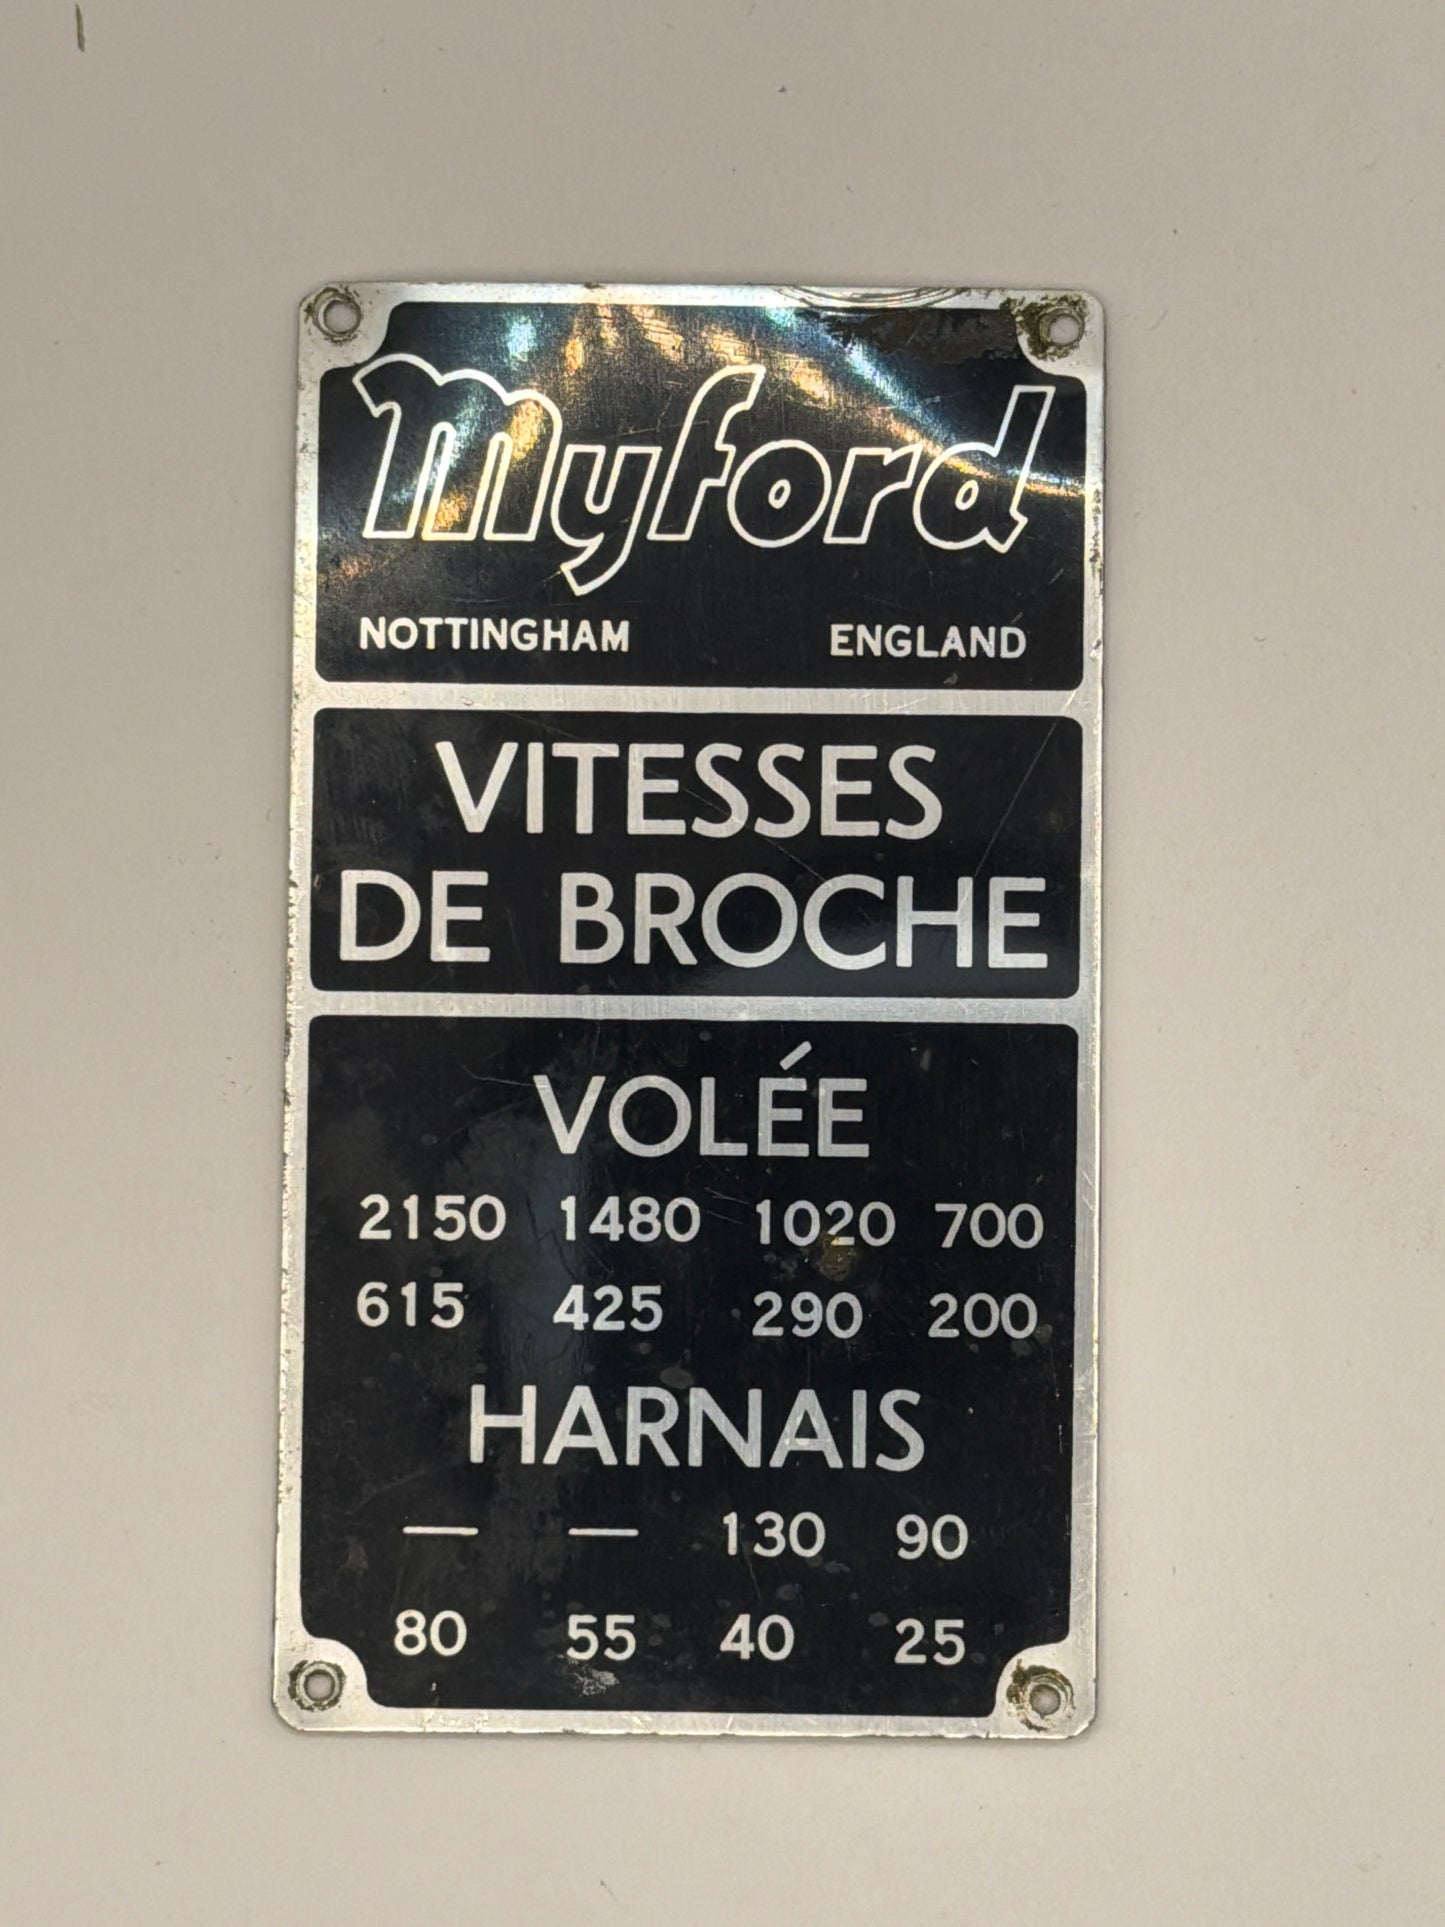 Myford
NOTTINGHAM ENGLAND
VITESSES
DE BROCHE
VOLÉE
2150 1480 1020 700
615 425 290 200
HARNAIS
— — 130 90
80 55 40 25